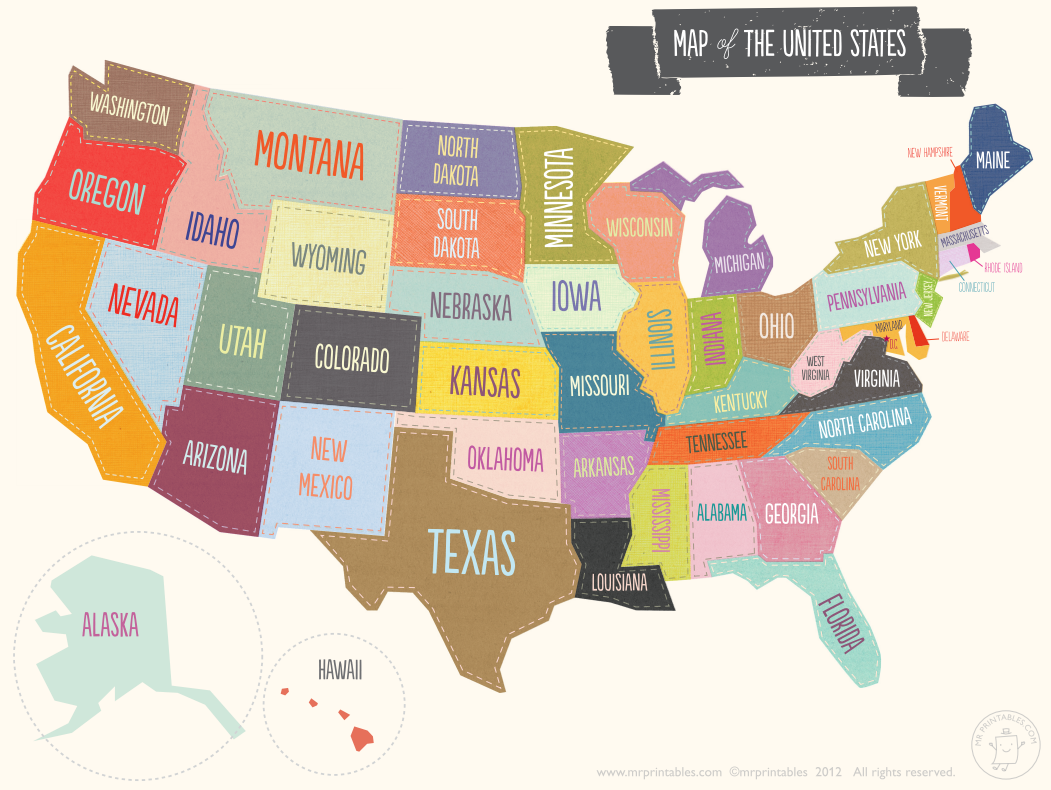 MAP of THE UNITED STATES
WASHINGTON
MONTANA
NORTH
DAKOTA
MINNESOTA
MAINE
NEW HAMPSHIRE
VERMONT
OREGON
IDAHO
SOUTH
DAKOTA
WISCONSIN
MICHIGAN
NEW YORK
MASSACHUSETTS
RHODE ISLAND
CONNECTICUT
WYOMING
NEVADA
NEBRASKA
IOWA
PENNSYLVANIA
NEW JERSEY
UTAH
COLORADO
ILLINOIS
INDIANA
OHIO
MARYLAND
DC
DELAWARE
CALIFORNIA
KANSAS
MISSOURI
WEST
VIRGINIA
VIRGINIA
KENTUCKY
NORTH CAROLINA
ARIZONA
NEW
MEXICO
OKLAHOMA
ARKANSAS
TENNESSEE
SOUTH
CAROLINA
TEXAS
MISSISSIPPI
ALABAMA
GEORGIA
LOUISIANA
FLORIDA
ALASKA
HAWAII
MR PRINTABLES.COM
www.mrprintables.com ©mrprintables 2012 All rights reserved.